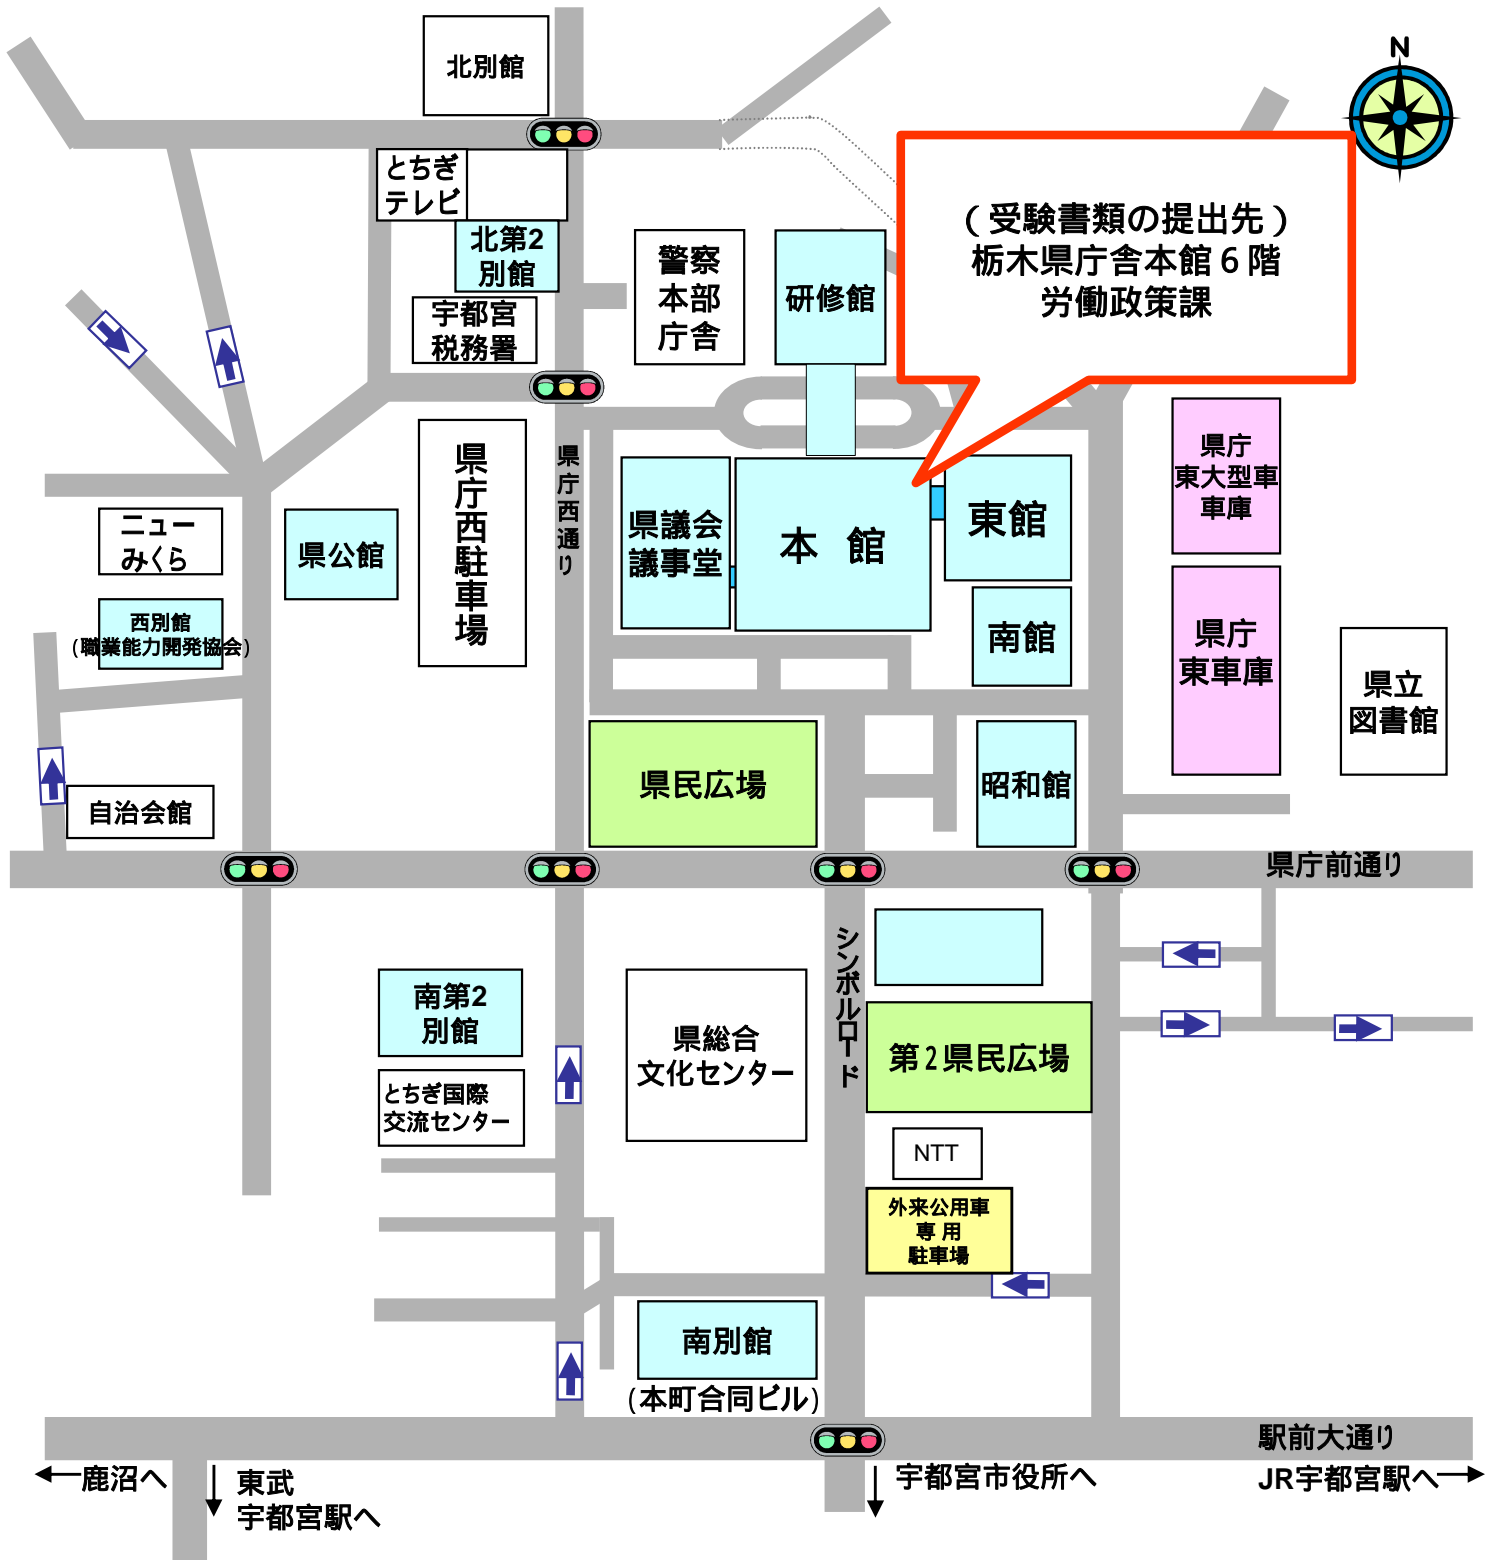 N
北別館
とちぎ
テレビ
北第2
別館
宇都宮
税務署
警察
本部
庁舎
研修館
（受験書類の提出先）
栃木県庁舎本館６階
労働政策課
県庁西駐車場
県庁西通り
県議会
議事堂
本　館
東館
南館
県庁
東大型車
車庫
県庁
東車庫
県立
図書館
ニュー
みくら
県公館
西別館
(職業能力開発協会)
自治会館
県民広場
昭和館
県庁前通り
シンボルロード
南第2
別館
とちぎ国際
交流センター
県総合
文化センター
第２県民広場
NTT
外来公用車
専 用
駐車場
南別館
(本町合同ビル)
駅前大通り
鹿沼へ
東武
宇都宮駅へ
宇都宮市役所へ
JR宇都宮駅へ